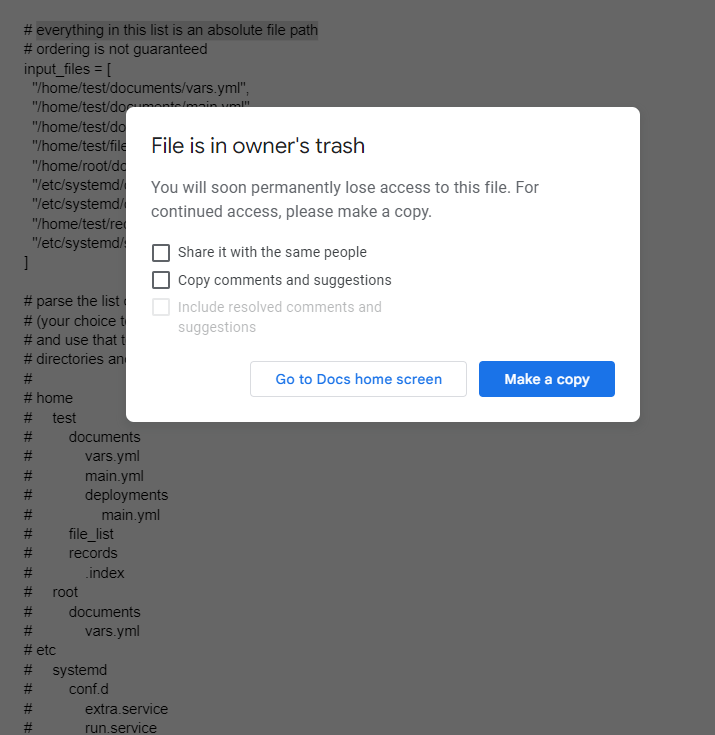 # everything in this list is an absolute file path
# ordering is not guaranteed
input_files = [
"/home/test/documents/vars.yml",
"/home/test/documents/main.yml",
"/home/test/do
"/home/test/file
"/home/root/do
"/etc/systemd/
"/etc/systemd/
"/home/test/rec
"/etc/systemd/s
]
# parse the list
# (your choice t
# and use that t
# directories an
#
# home
# test
# documents
# vars.yml
# main.yml
# deployments
# main.yml
# file_list
# records
# .index
# root
# documents
# vars.yml
# etc
# systemd
# conf.d
# extra.service
# run.service
File is in owner's trash
You will soon permanently lose access to this file. For
continued access, please make a copy.
Share it with the same people
Copy comments and suggestions
Include resolved comments and
suggestions
Go to Docs home screen
Make a copy